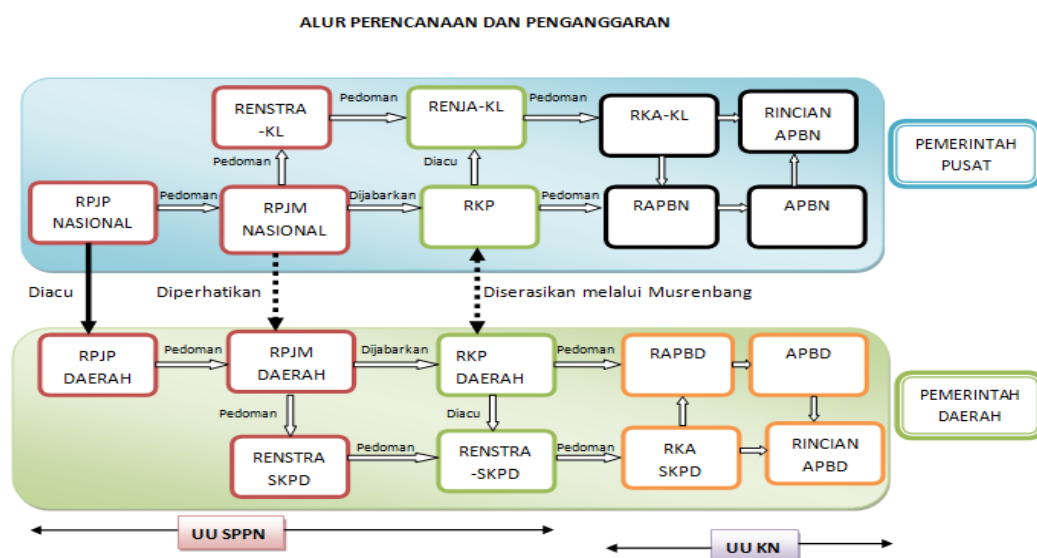 ALUR PERENCANAAN DAN PENGANGGARAN
RENSTRA
-KL
Pedoman
RENJA-KL
Pedoman
RKA-KL
RINCIAN
APBN
PEMERINTAH
PUSAT
Pedoman
Diacu
RPJP
NASIONAL
Pedoman
RPJM
NASIONAL
Dijabarkan
RKP
Pedoman
RAPBN
APBN
Diacu
Diperhatikan
Diserasikan melalui Musrenbang
RPJP
DAERAH
Pedoman
RPJM
DAERAH
Dijabarkan
RKP
DAERAH
Pedoman
RAPBD
APBD
PEMERINTAH
DAERAH
Pedoman
Diacu
RENSTRA
SKPD
Pedoman
RENSTRA
-SKPD
Pedoman
RKA
SKPD
RINCIAN
APBD
UU SPPN
UU KN